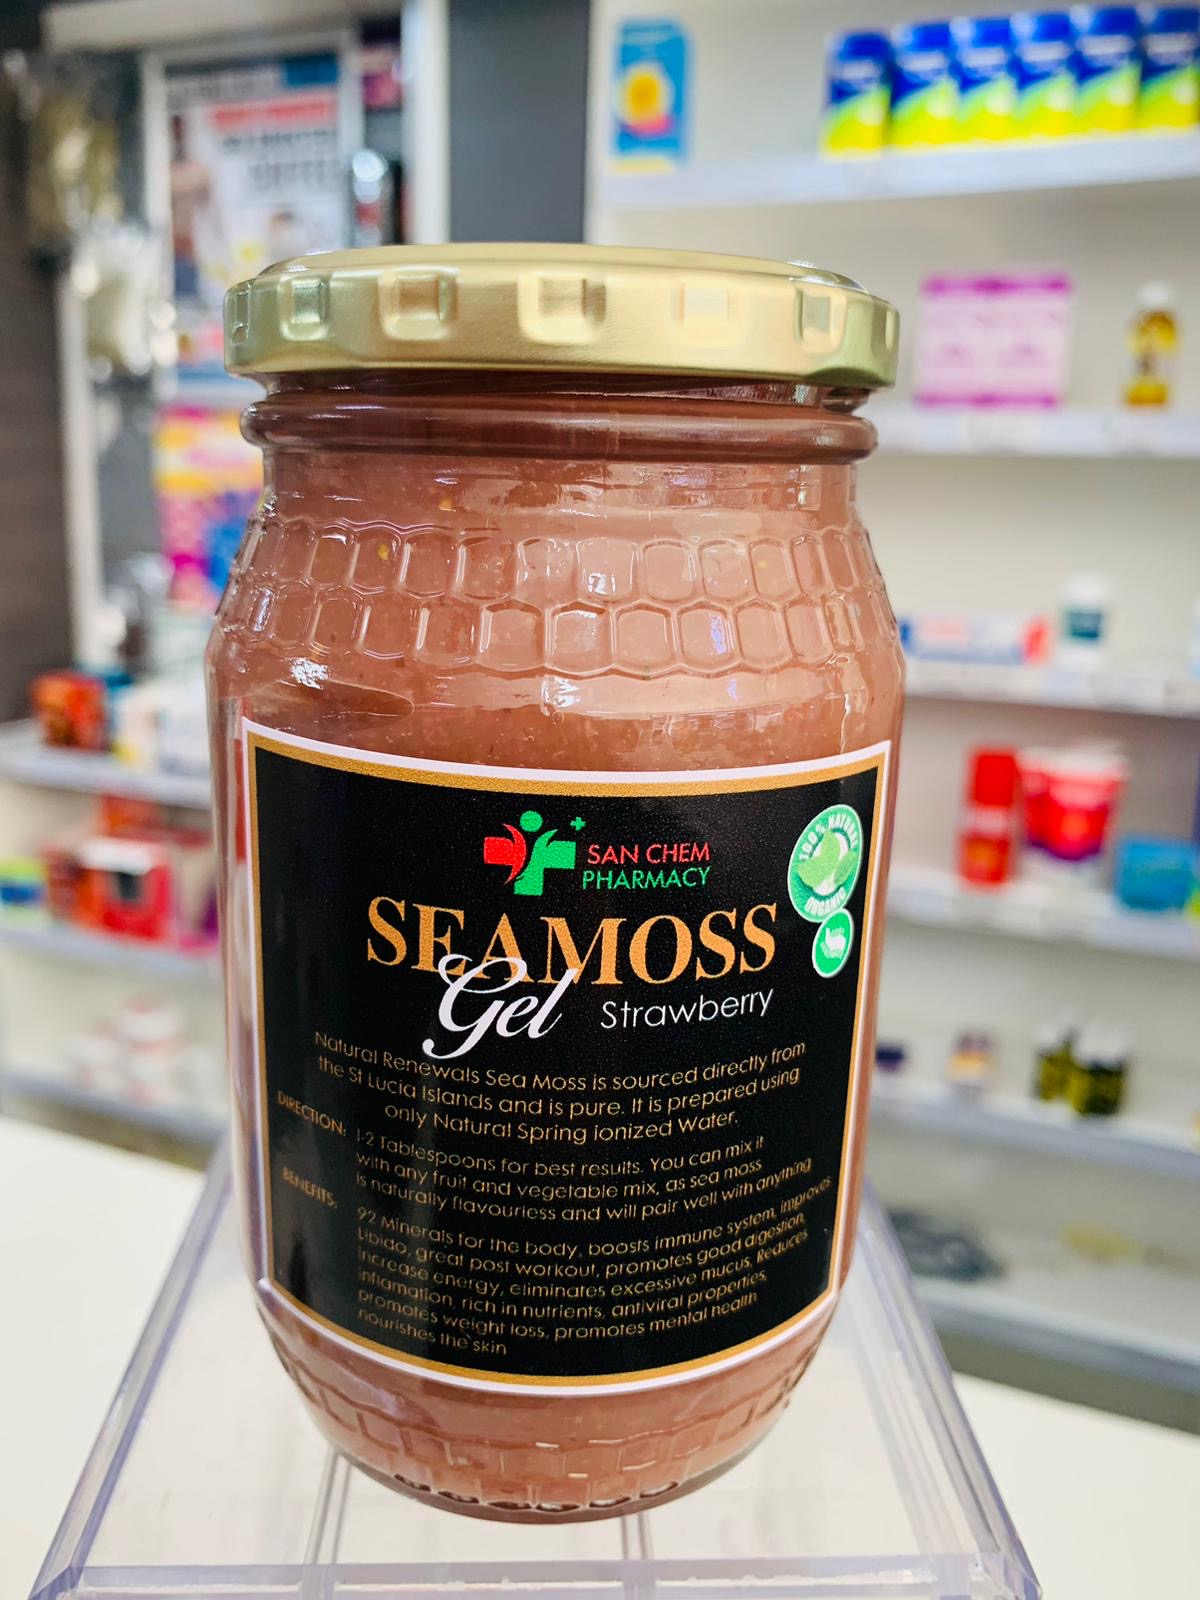 SAN CHEM
PHARMACY
100% NATURAL
ORGANIC
SEAMOSS
Gel Strawberry
Natural Renewals Sea Moss is sourced directly from
the St Lucia Islands and is pure. It is prepared using
only Natural Spring Ionized Water.
DIRECTION: 1-2 Tablespoons for best results. You can mix it
with any fruit and vegetable mix, as sea moss
is naturally flavourless and will pair well with anything
BENEFITS: 92 Minerals for the body, boosts immune system, improves
Libido, great post workout, promotes good digestion,
increase energy, eliminates excessive mucus, Reduces
inflamation, rich in nutrients, antiviral properties,
promotes weight loss, promotes mental health
nourishes the skin